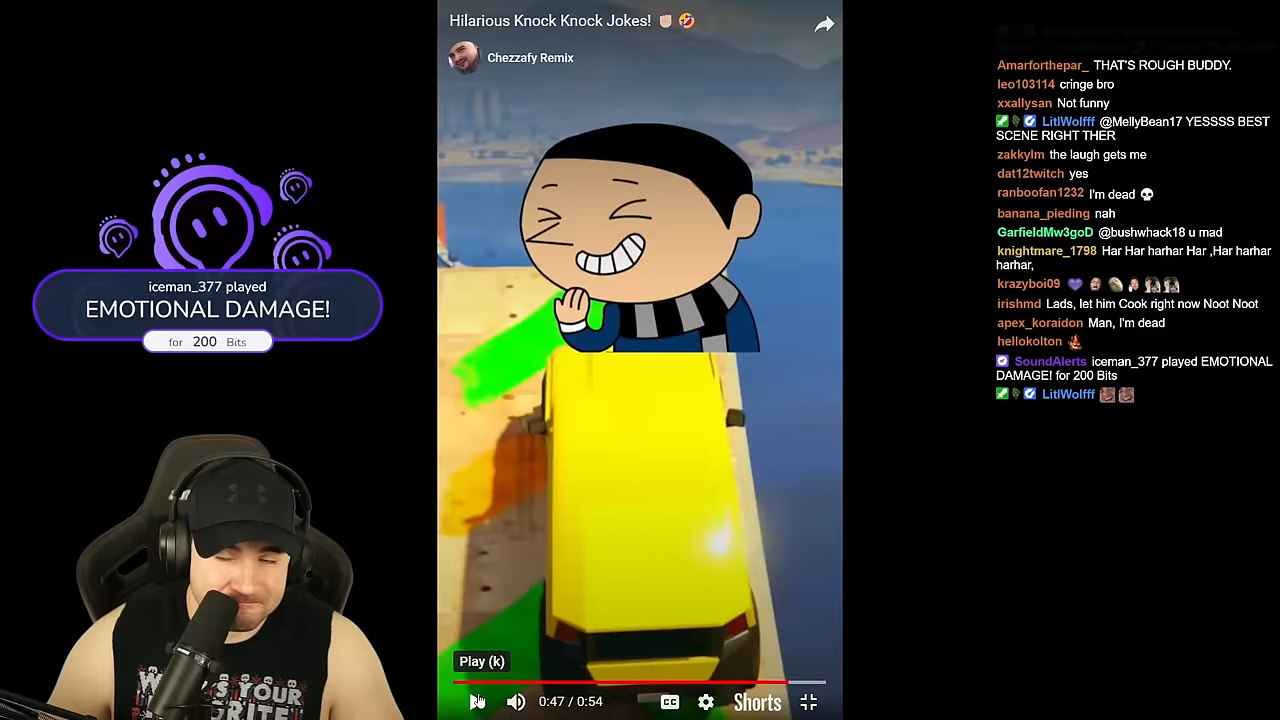 Hilarious Knock Knock Jokes! ✊🏼 🤣
Chezzafy Remix
iceman_377 played
EMOTIONAL DAMAGE!
for 200 Bits
Amarforthepar_ THAT'S ROUGH BUDDY.
leo103114 cringe bro
xxallysan Not funny
LitlWolfff @MellyBean17 YESSSS BEST
SCENE RIGHT THER
zakkylm the laugh gets me
dat12twitch yes
ranboofan1232 I'm dead 💀
banana_pieding nah
GarfieldMw3goD @bushwhack18 u mad
knightmare_1798 Har Har harhar Har ,Har harhar
harhar,
krazyboi09
irishmd Lads, let him Cook right now Noot Noot
apex_koraidon Man, I'm dead
hellokolton
SoundAlerts iceman_377 played EMOTIONAL
DAMAGE! for 200 Bits
LitlWolfff
YOUR
Play (k)
0:47 / 0:54
CC
Shorts